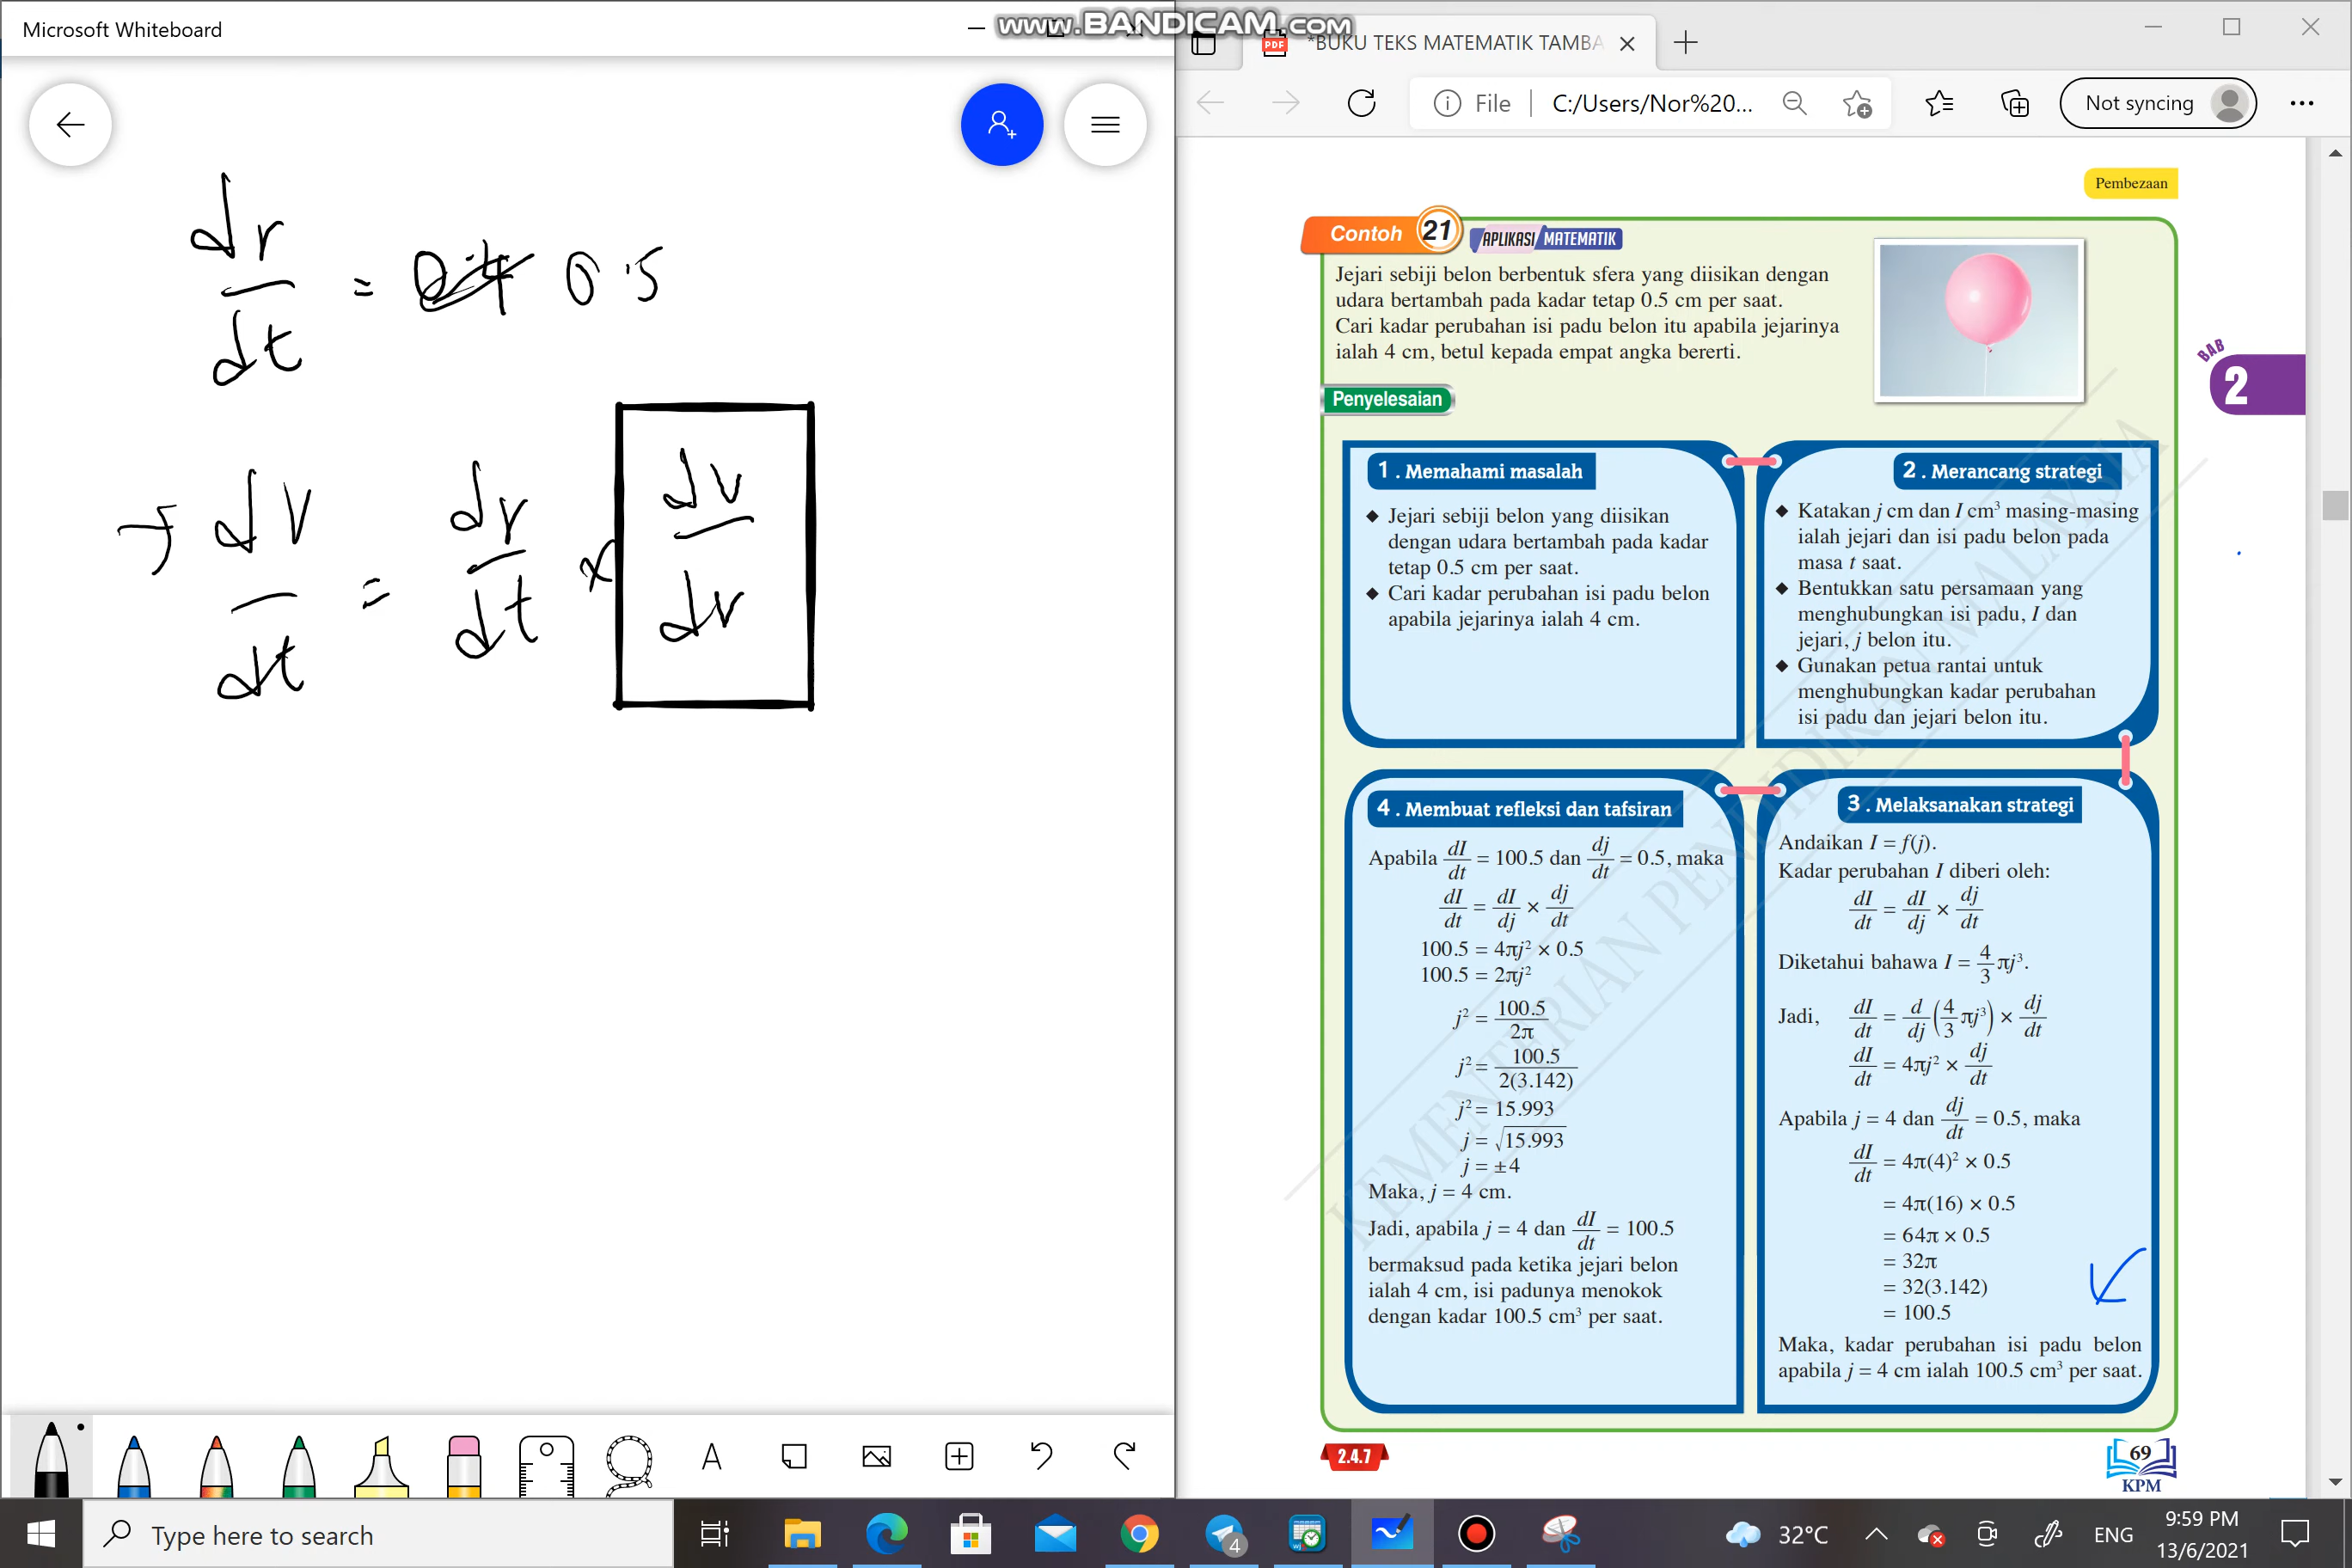 Microsoft Whiteboard
www.BANDICAM.com
*BUKU TEKS MATEMATIK TAMBA
File
C:/Users/Nor%20...
Not syncing
dr/dt = 0.4 0.5
dV/dt = dr/dt × dv/dr
Pembezaan
Contoh 21 APLIKASI MATEMATIK
Jejari sebiji belon berbentuk sfera yang diisikan dengan
udara bertambah pada kadar tetap 0.5 cm per saat.
Cari kadar perubahan isi padu belon itu apabila jejarinya
ialah 4 cm, betul kepada empat angka bererti.
BAB
2
Penyelesaian
1 . Memahami masalah
◆ Jejari sebiji belon yang diisikan
dengan udara bertambah pada kadar
tetap 0.5 cm per saat.
◆ Cari kadar perubahan isi padu belon
apabila jejarinya ialah 4 cm.
2 . Merancang strategi
◆ Katakan j cm dan I cm³ masing-masing
ialah jejari dan isi padu belon pada
masa t saat.
◆ Bentukkan satu persamaan yang
menghubungkan isi padu, I dan
jejari, j belon itu.
◆ Gunakan petua rantai untuk
menghubungkan kadar perubahan
isi padu dan jejari belon itu.
3 . Melaksanakan strategi
Andaikan I = f(j).
Kadar perubahan I diberi oleh:
dI/dt = dI/dj × dj/dt
Diketahui bahawa I = 4/3 πj³.
Jadi, dI/dt = d/dj (4/3 πj³) × dj/dt
dI/dt = 4πj² × dj/dt
Apabila j = 4 dan dj/dt = 0.5, maka
dI/dt = 4π(4)² × 0.5
= 4π(16) × 0.5
= 64π × 0.5
= 32π
= 32(3.142)
= 100.5
Maka, kadar perubahan isi padu belon
apabila j = 4 cm ialah 100.5 cm³ per saat.
4 . Membuat refleksi dan tafsiran
Apabila dI/dt = 100.5 dan dj/dt = 0.5, maka
dI/dt = dI/dj × dj/dt
100.5 = 4πj² × 0.5
100.5 = 2πj²
j² = 100.5/2π
j² = 100.5/2(3.142)
j² = 15.993
j = √15.993
j = ±4
Maka, j = 4 cm.
Jadi, apabila j = 4 dan dI/dt = 100.5
bermaksud pada ketika jejari belon
ialah 4 cm, isi padunya menokok
dengan kadar 100.5 cm³ per saat.
KEMENTERIAN PENDIDIKAN MALAYSIA
2.4.7
69
KPM
Type here to search
4
32°C
ENG
9:59 PM
13/6/2021